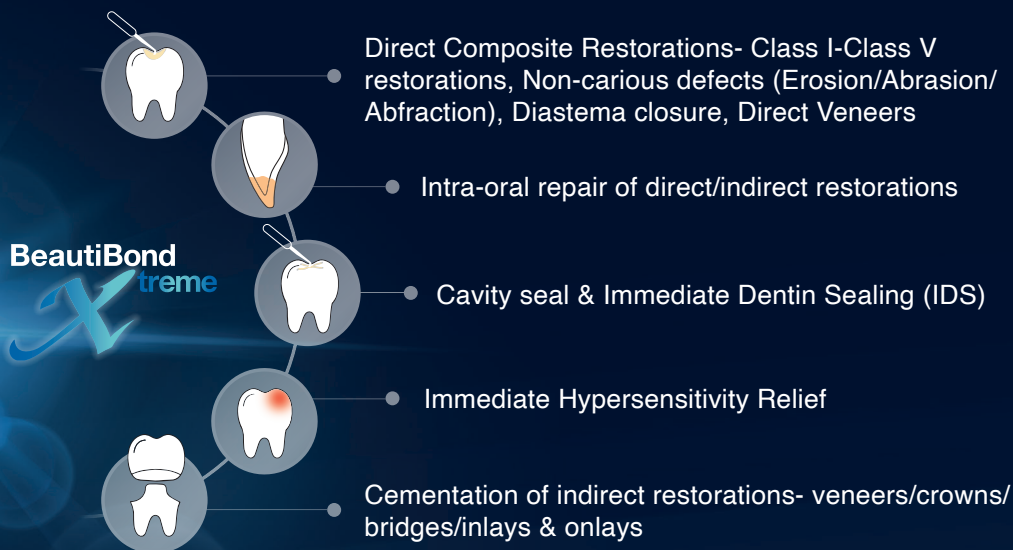 Direct Composite Restorations- Class I-Class V
restorations, Non-carious defects (Erosion/Abrasion/
Abfraction), Diastema closure, Direct Veneers
Intra-oral repair of direct/indirect restorations
BeautiBond
Xtreme
Cavity seal & Immediate Dentin Sealing (IDS)
Immediate Hypersensitivity Relief
Cementation of indirect restorations- veneers/crowns/
bridges/inlays & onlays